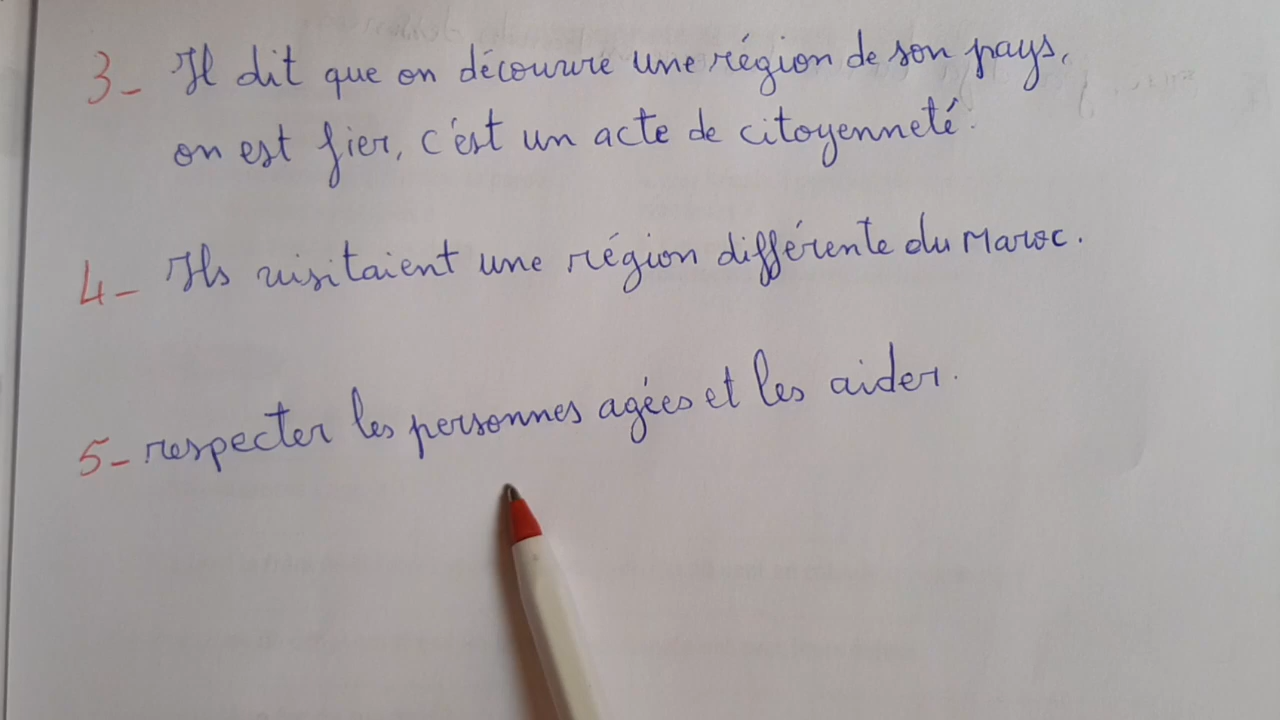 3- Il dit que on découvre une région de son pays,
on est fier, c'est un acte de citoyenneté.
4- Ils visitaient une région différente du Maroc.
5- respecter les personnes agées et les aider.